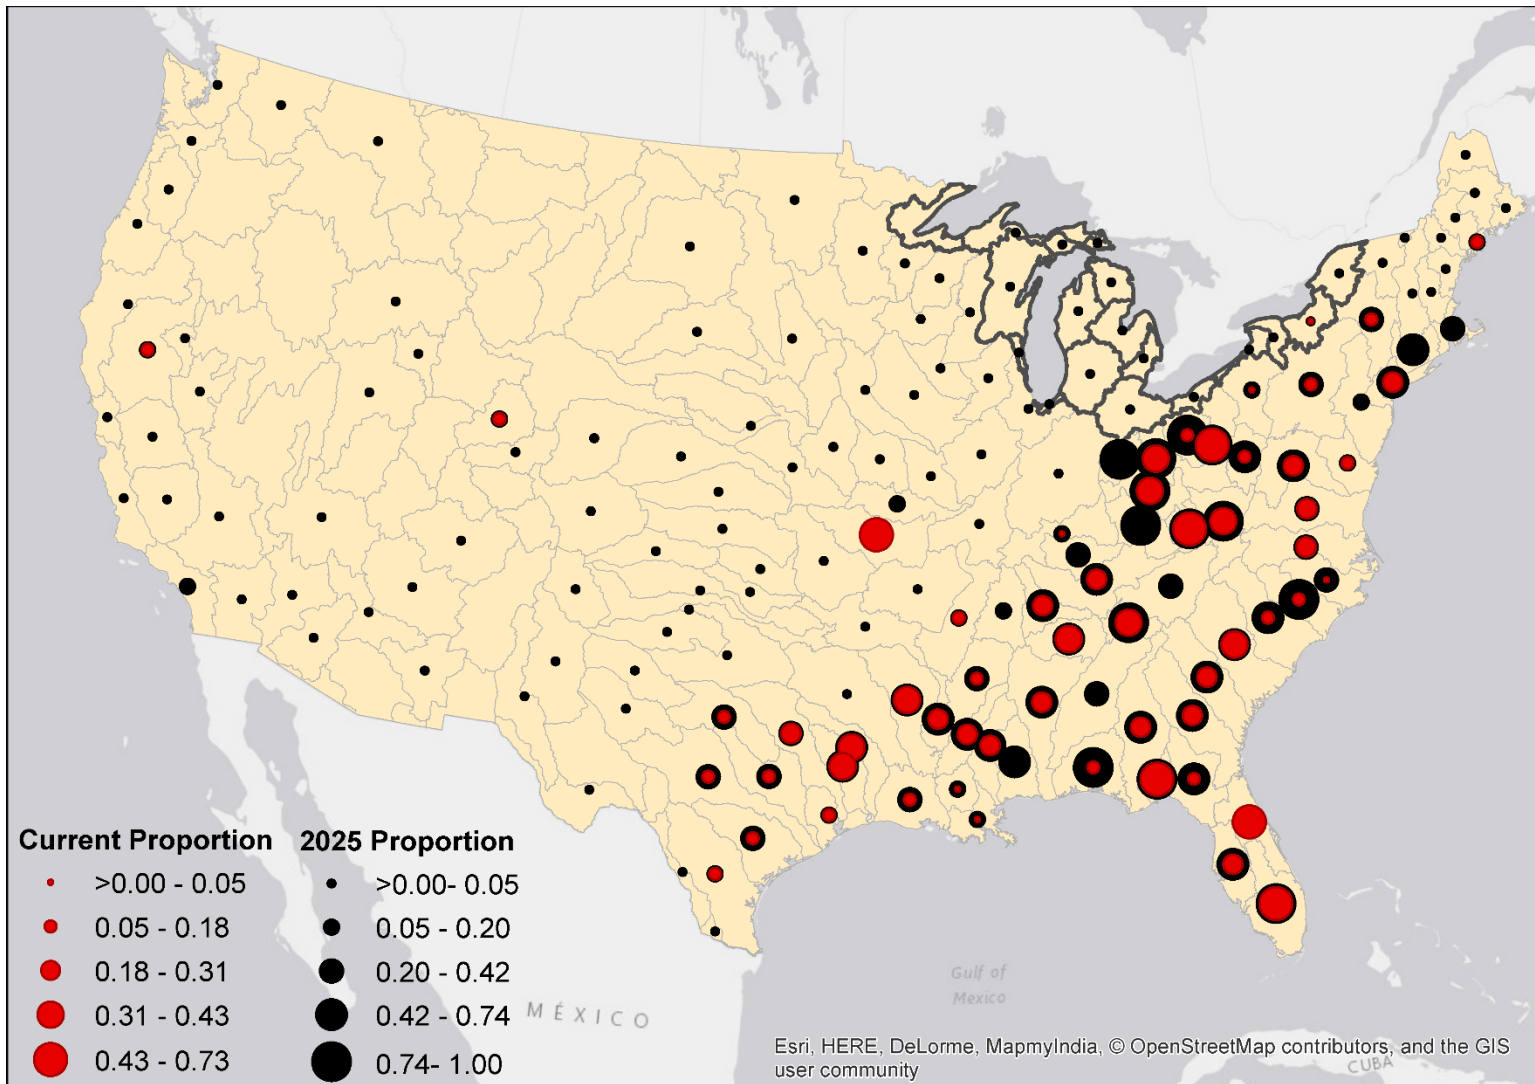 Current Proportion
>0.00 - 0.05
0.05 - 0.18
0.18 - 0.31
0.31 - 0.43
0.43 - 0.73
2025 Proportion
>0.00- 0.05
0.05 - 0.20
0.20 - 0.42
0.42 - 0.74
0.74- 1.00
MÉXICO
Gulf of
Mexico
CUBA
Esri, HERE, DeLorme, MapmyIndia, © OpenStreetMap contributors, and the GIS
user community